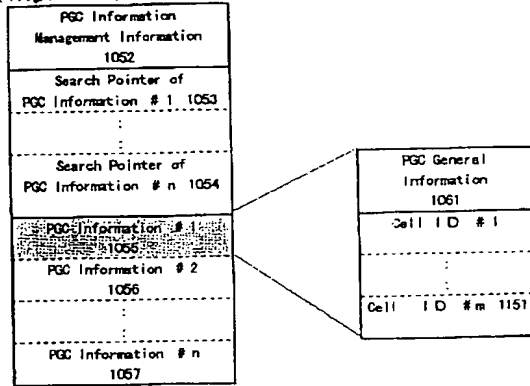 PGC Information
Management Information
1052
Search Pointer of
PGC Information # 1 1053
Search Pointer of
PGC Information # n 1054
PGC Information # 1
1055
PGC Information # 2
1056
PGC Information # n
1057
PGC General
Information
1061
Cell ID # 1
Cell ID # m 1151